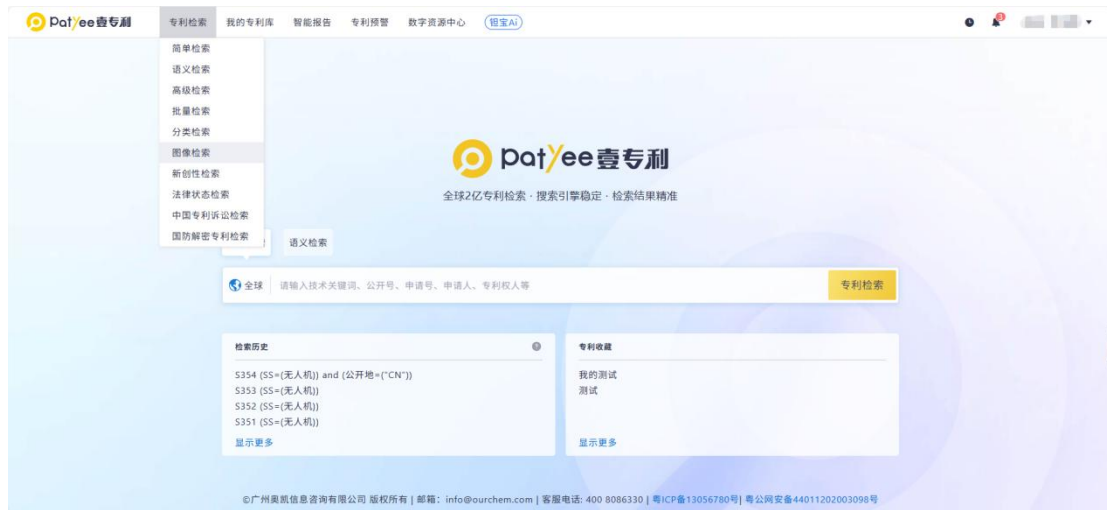 Patyee壹专利 专利检索 我的专利库 智能报告 专利预警 数字资源中心 钽宝Ai 3
简单检索
语义检索
高级检索
批量检索
分类检索
图像检索
新创性检索
法律状态检索
中国专利诉讼检索
国防解密专利检索
patyee壹专利
全球2亿专利检索 · 搜索引擎稳定 · 检索结果精准
语义检索
全球 请输入技术关键词、公开号、申请号、申请人、专利权人等 专利检索
检索历史
S354 (SS=(无人机)) and (公开地=("CN"))
S353 (SS=(无人机))
S352 (SS=(无人机))
S351 (SS=(无人机))
显示更多
专利收藏
我的测试
测试
显示更多
©广州奥凯信息咨询有限公司 版权所有 | 邮箱：info@ourchem.com | 客服电话: 400 8086330 | 粤ICP备13056780号| 粤公网安备44011202003098号